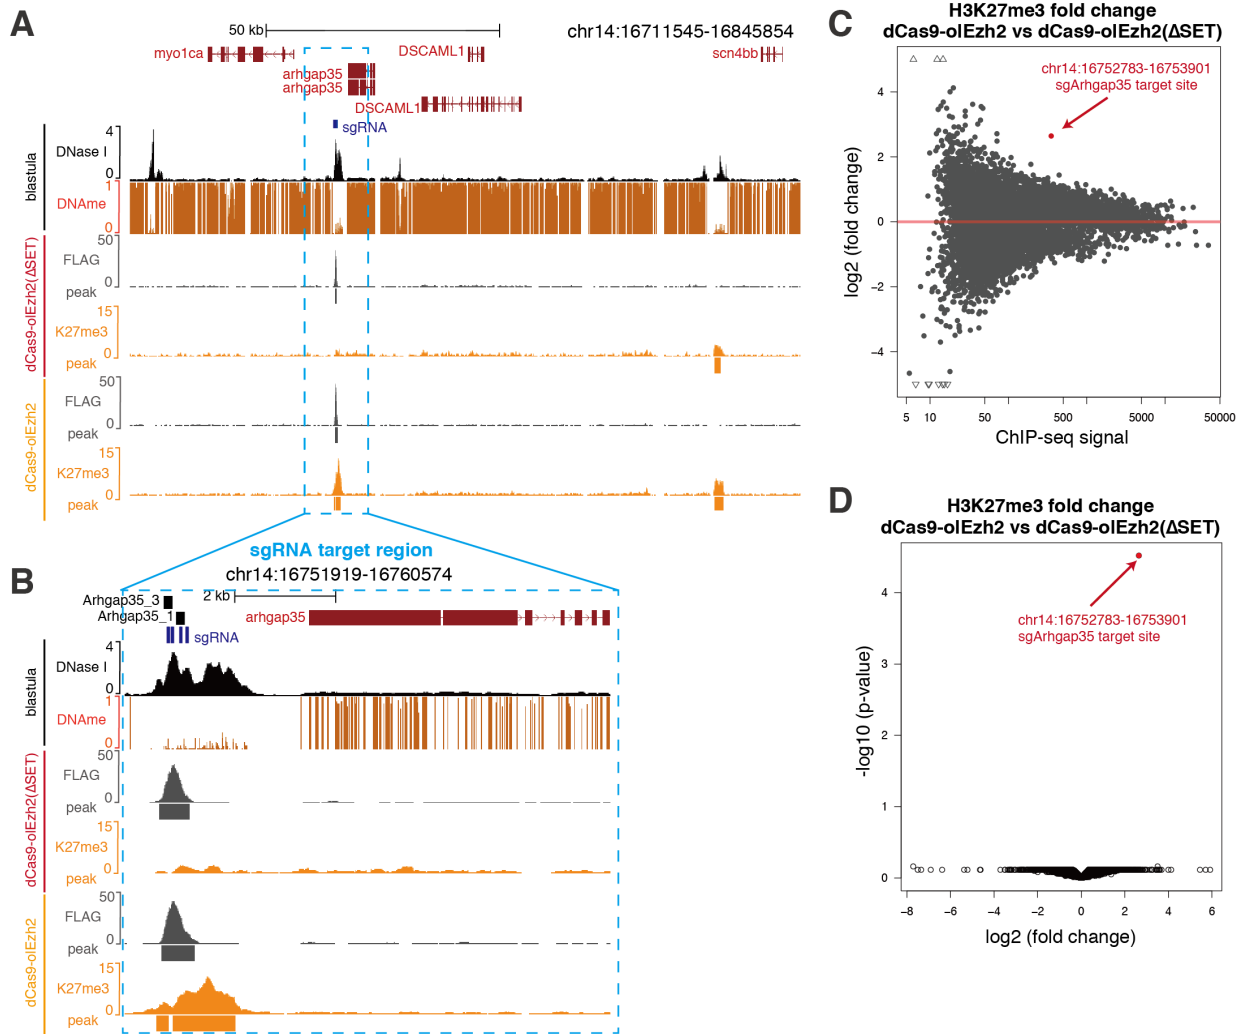 A
50 kb
chr14:16711545-16845854
myo1ca
DSCAML1
scn4bb
arhgap35
arhgap35
DSCAML1
sgRNA
blastula
4
DNase I
0
1
DNAme
0
dCas9-olEzh2(ΔSET)
50
FLAG
0
peak
15
K27me3
0
peak
dCas9-olEzh2
50
FLAG
0
peak
15
K27me3
0
peak
sgRNA target region
chr14:16751919-16760574
B
Arhgap35_3
2 kb
Arhgap35_1
arhgap35
sgRNA
blastula
4
DNase I
0
1
DNAme
0
dCas9-olEzh2(ΔSET)
50
FLAG
0
peak
15
K27me3
0
peak
dCas9-olEzh2
50
FLAG
0
peak
15
K27me3
0
peak
C
H3K27me3 fold change
dCas9-olEzh2 vs dCas9-olEzh2(ΔSET)
chr14:16752783-16753901
sgArhgap35 target site
log2 (fold change)
4
2
0
−2
−4
5 10 50 500 5000 50000
ChIP-seq signal
D
H3K27me3 fold change
dCas9-olEzh2 vs dCas9-olEzh2(ΔSET)
chr14:16752783-16753901
sgArhgap35 target site
-log10 (p-value)
4
3
2
1
0
−8 −6 −4 −2 0 2 4 6
log2 (fold change)